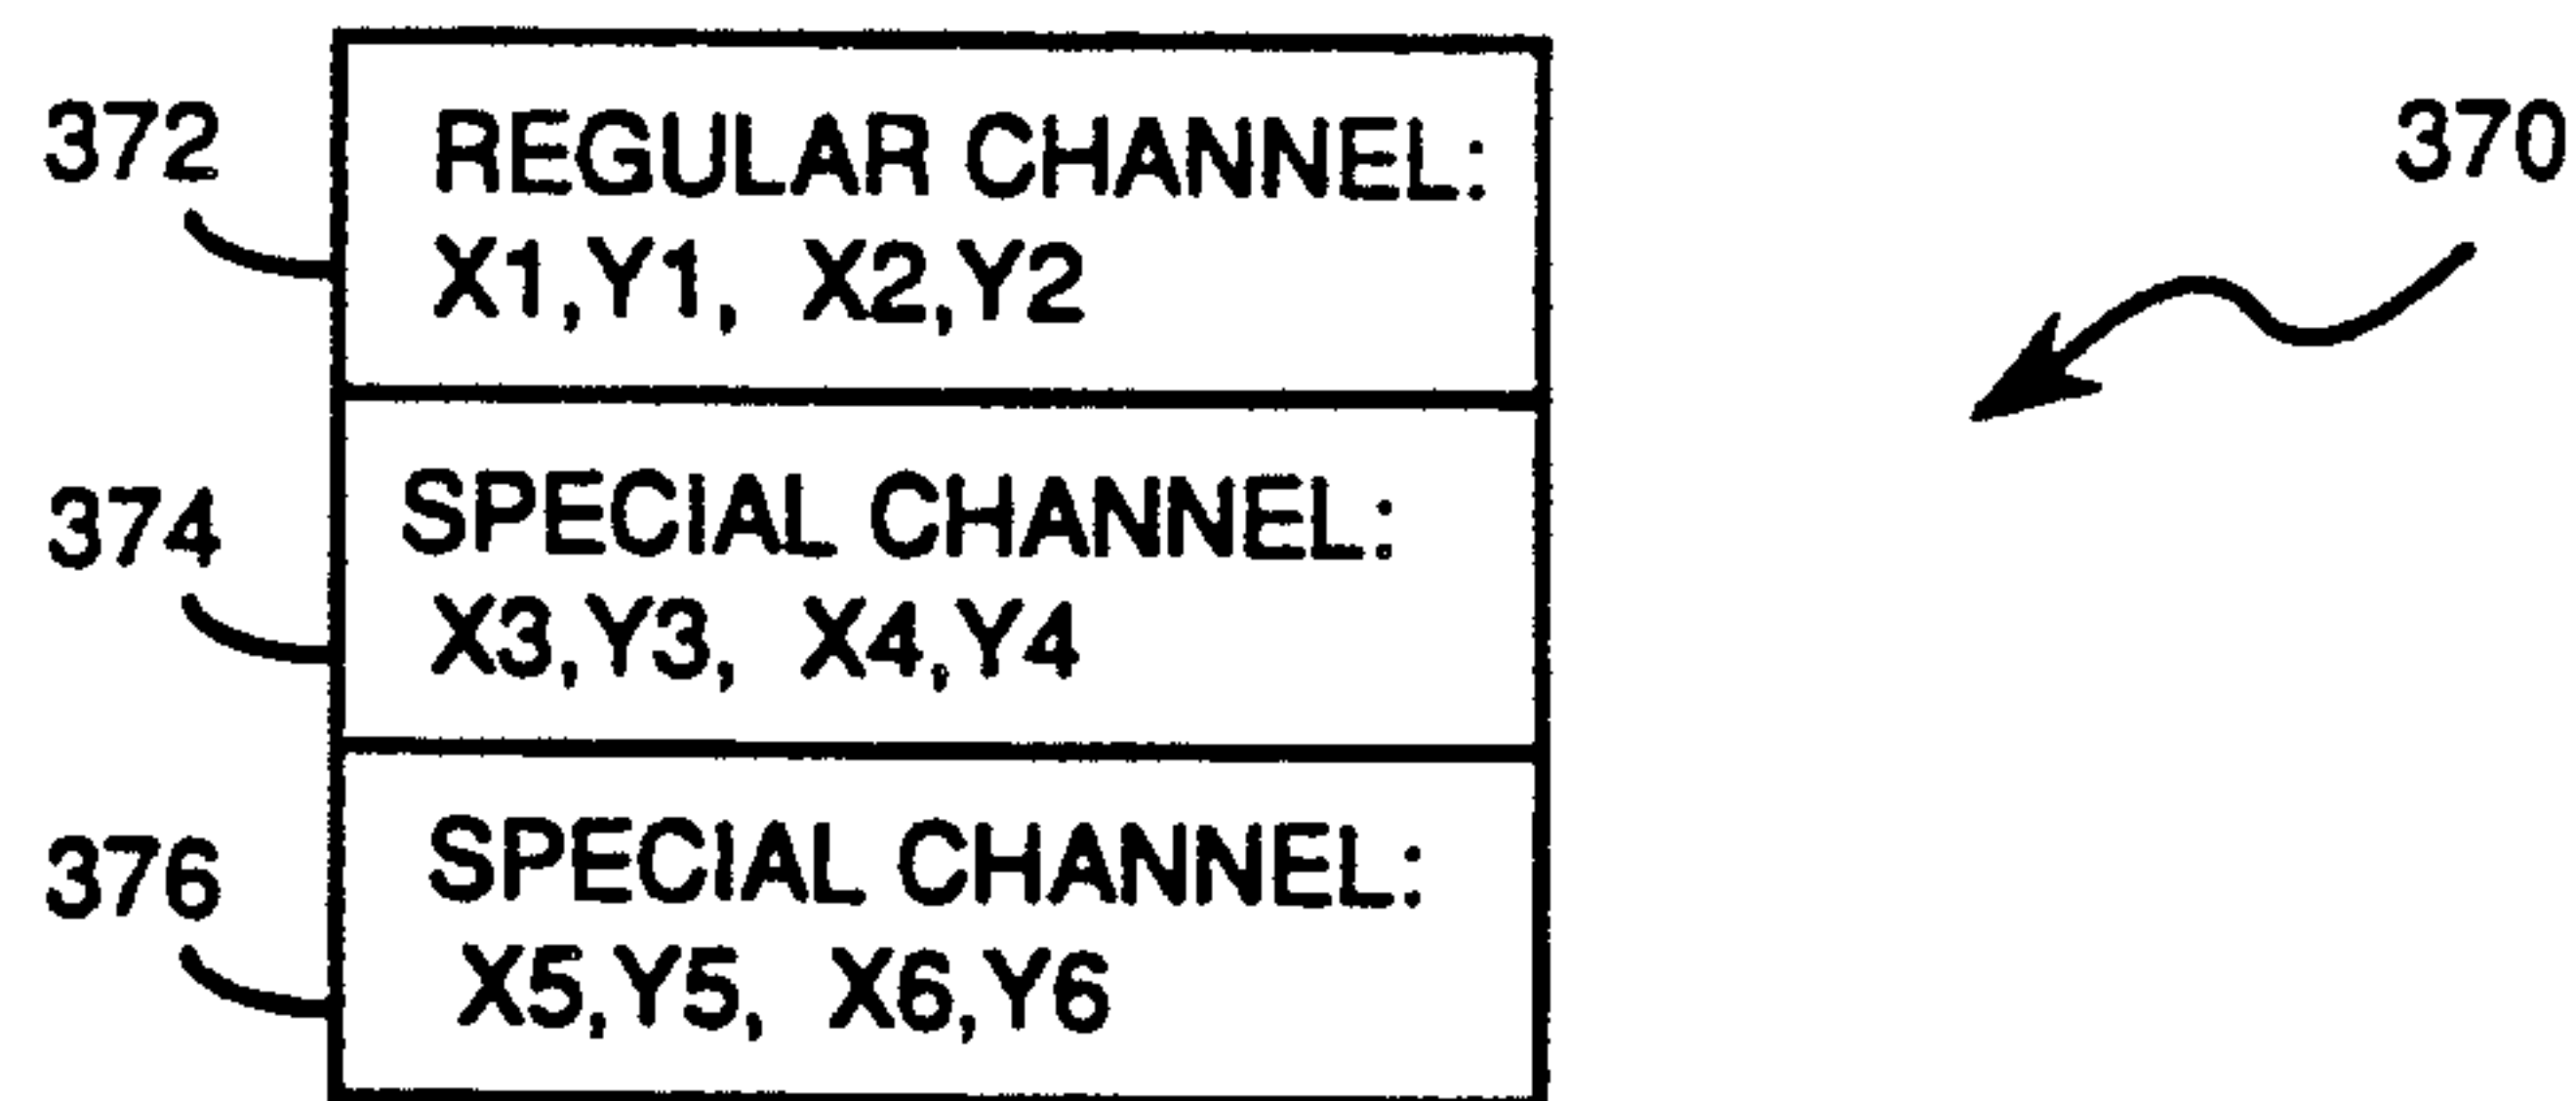 372
REGULAR CHANNEL:
X1,Y1, X2,Y2
370
374
SPECIAL CHANNEL:
X3,Y3, X4,Y4
376
SPECIAL CHANNEL:
X5,Y5, X6,Y6